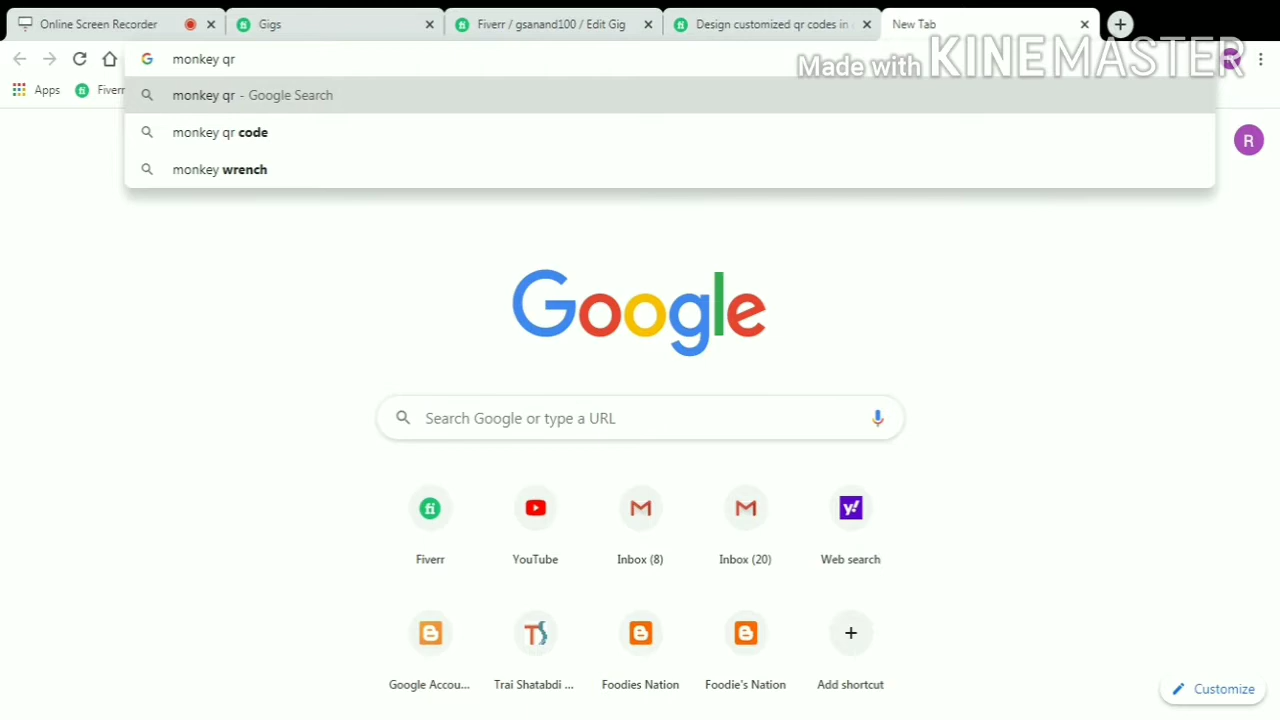 Online Screen Recorder
Gigs
Fiverr / gsanand100 / Edit Gig
Design customized qr codes in
New Tab
monkey qr
Made with KINEMASTER
Apps
Fiverr
monkey qr - Google Search
monkey qr code
monkey wrench
R
Google
Search Google or type a URL
Fiverr
YouTube
Inbox (8)
Inbox (20)
Web search
Google Accou...
Trai Shatabdi ...
Foodies Nation
Foodie's Nation
Add shortcut
Customize